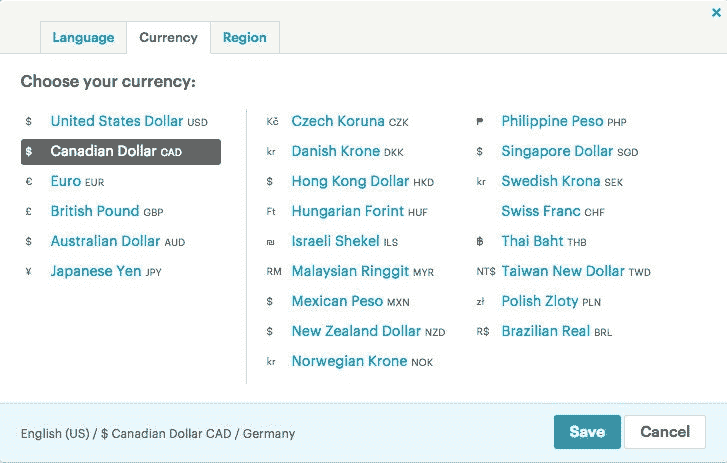 ×
Language Currency Region
Choose your currency:
$ United States Dollar USD
$ Canadian Dollar CAD
€ Euro EUR
£ British Pound GBP
$ Australian Dollar AUD
¥ Japanese Yen JPY
Kč Czech Koruna CZK
kr Danish Krone DKK
$ Hong Kong Dollar HKD
Ft Hungarian Forint HUF
₪ Israeli Shekel ILS
RM Malaysian Ringgit MYR
$ Mexican Peso MXN
$ New Zealand Dollar NZD
kr Norwegian Krone NOK
₱ Philippine Peso PHP
$ Singapore Dollar SGD
kr Swedish Krona SEK
Swiss Franc CHF
฿ Thai Baht THB
NT$ Taiwan New Dollar TWD
zł Polish Zloty PLN
R$ Brazilian Real BRL
English (US) / $ Canadian Dollar CAD / Germany
Save Cancel